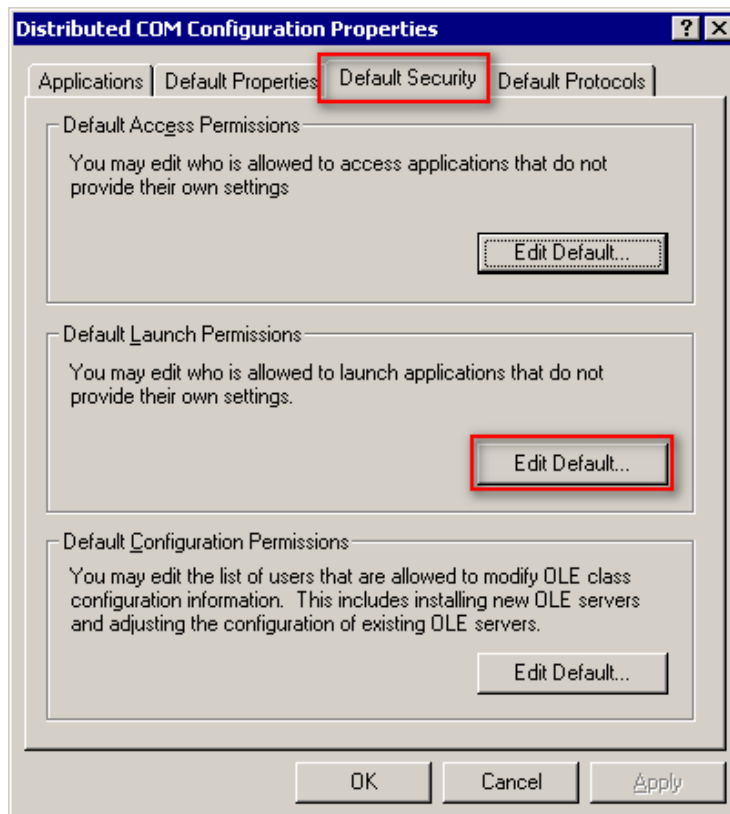 Distributed COM Configuration Properties
Applications
Default Properties
Default Security
Default Protocols
Default Access Permissions
You may edit who is allowed to access applications that do not
provide their own settings
Edit Default...
Default Launch Permissions
You may edit who is allowed to launch applications that do not
provide their own settings.
Edit Default...
Default Configuration Permissions
You may edit the list of users that are allowed to modify OLE class
configuration information.  This includes installing new OLE servers
and adjusting the configuration of existing OLE servers.
Edit Default...
OK
Cancel
Apply